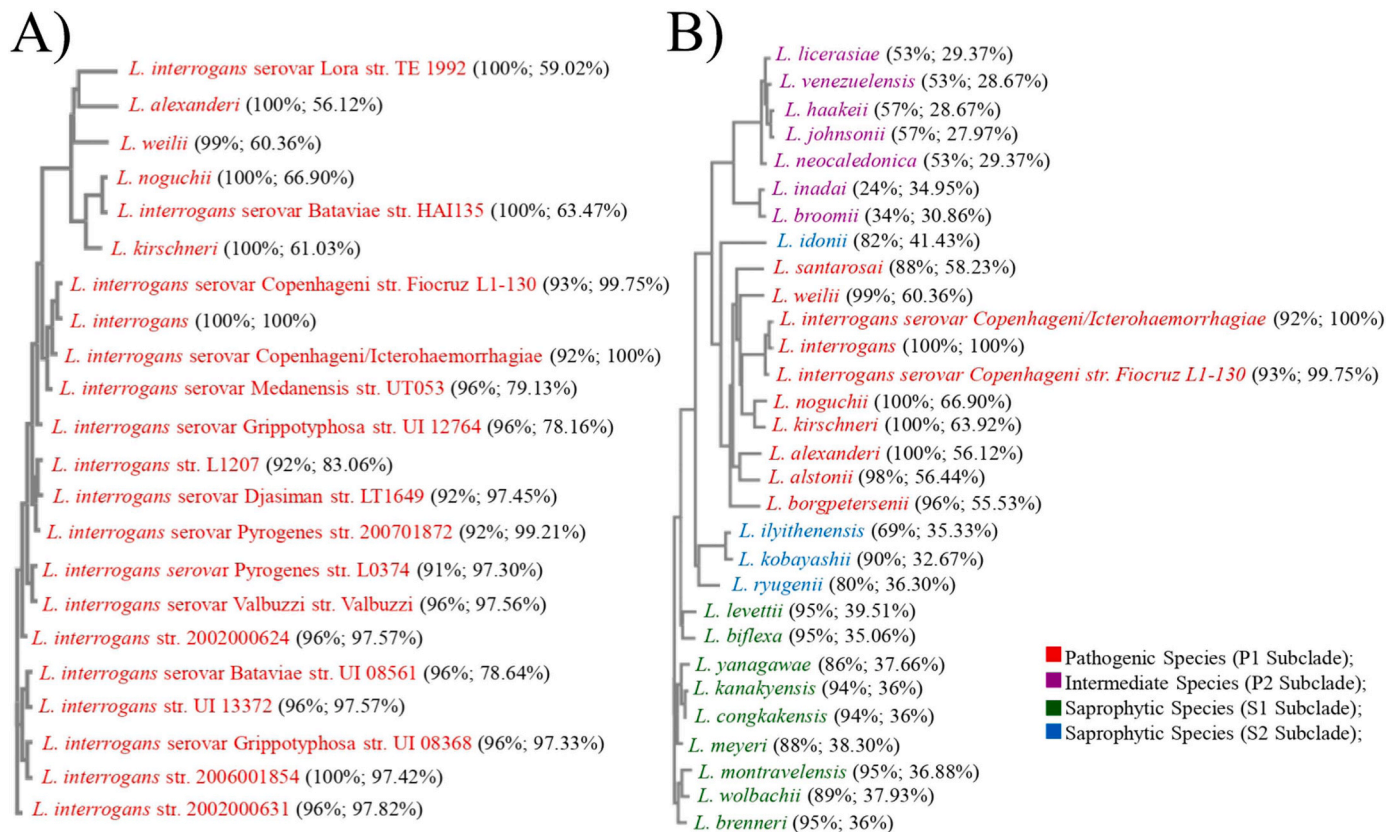 A)
L. interrogans serovar Lora str. TE 1992 (100%; 59.02%)
L. alexanderi (100%; 56.12%)
L. weilii (99%; 60.36%)
L. noguchii (100%; 66.90%)
L. interrogans serovar Bataviae str. HAI135 (100%; 63.47%)
L. kirschneri (100%; 61.03%)
L. interrogans serovar Copenhageni str. Fiocruz L1-130 (93%; 99.75%)
L. interrogans (100%; 100%)
L. interrogans serovar Copenhageni/Icterohaemorrhagiae (92%; 100%)
L. interrogans serovar Medanensis str. UT053 (96%; 79.13%)
L. interrogans serovar Grippotyphosa str. UI 12764 (96%; 78.16%)
L. interrogans str. L1207 (92%; 83.06%)
L. interrogans serovar Djasiman str. LT1649 (92%; 97.45%)
L. interrogans serovar Pyrogenes str. 200701872 (92%; 99.21%)
L. interrogans serovar Pyrogenes str. L0374 (91%; 97.30%)
L. interrogans serovar Valbuzzi str. Valbuzzi (96%; 97.56%)
L. interrogans str. 2002000624 (96%; 97.57%)
L. interrogans serovar Bataviae str. UI 08561 (96%; 78.64%)
L. interrogans str. UI 13372 (96%; 97.57%)
L. interrogans serovar Grippotyphosa str. UI 08368 (96%; 97.33%)
L. interrogans str. 2006001854 (100%; 97.42%)
L. interrogans str. 2002000631 (96%; 97.82%)
B)
L. licerasiae (53%; 29.37%)
L. venezuelensis (53%; 28.67%)
L. haakeii (57%; 28.67%)
L. johnsonii (57%; 27.97%)
L. neocaledonica (53%; 29.37%)
L. inadai (24%; 34.95%)
L. broomii (34%; 30.86%)
L. idonii (82%; 41.43%)
L. santarosai (88%; 58.23%)
L. weilii (99%; 60.36%)
L. interrogans serovar Copenhageni/Icterohaemorrhagiae (92%; 100%)
L. interrogans (100%; 100%)
L. interrogans serovar Copenhageni str. Fiocruz L1-130 (93%; 99.75%)
L. noguchii (100%; 66.90%)
L. kirschneri (100%; 63.92%)
L. alexanderi (100%; 56.12%)
L. alstonii (98%; 56.44%)
L. borgpetersenii (96%; 55.53%)
L. ilyithenensis (69%; 35.33%)
L. kobayashii (90%; 32.67%)
L. ryugenii (80%; 36.30%)
L. levettii (95%; 39.51%)
L. biflexa (95%; 35.06%)
L. yanagawae (86%; 37.66%)
L. kanakyensis (94%; 36%)
L. congkakensis (94%; 36%)
L. meyeri (88%; 38.30%)
L. montravelensis (95%; 36.88%)
L. wolbachii (89%; 37.93%)
L. brenneri (95%; 36%)
Pathogenic Species (P1 Subclade);
Intermediate Species (P2 Subclade);
Saprophytic Species (S1 Subclade);
Saprophytic Species (S2 Subclade);